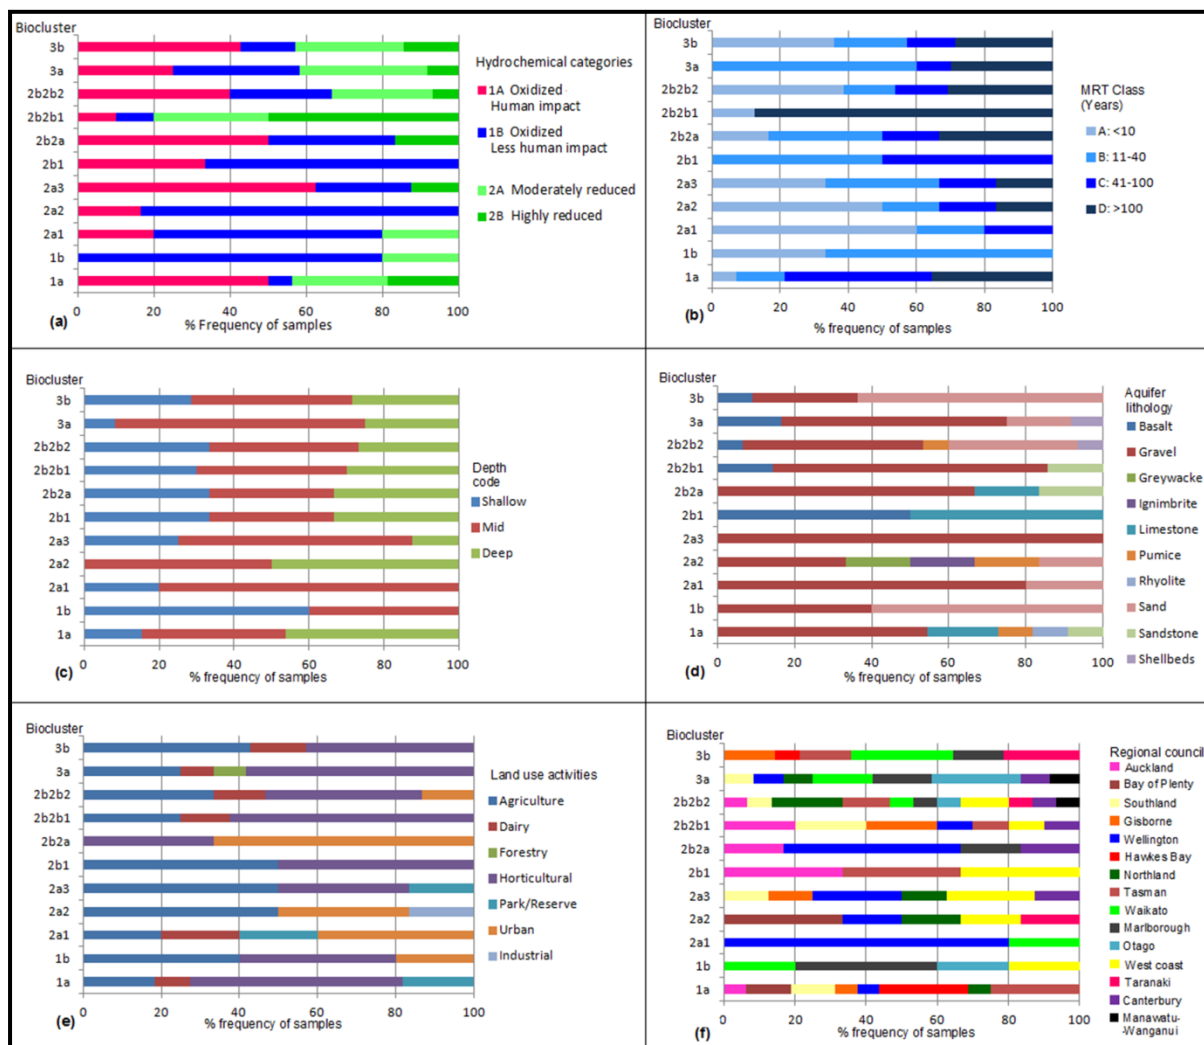 Biocluster
3b
3a
2b2b2
2b2b1
2b2a
2b1
2a3
2a2
2a1
1b
1a
0 20 40 60 80 100
(a)
% Frequency of samples
Hydrochemical categories
1A Oxidized
Human impact
1B Oxidized
Less human impact
2A Moderately reduced
2B Highly reduced
Biocluster
3b
3a
2b2b2
2b2b1
2b2a
2b1
2a3
2a2
2a1
1b
1a
0 20 40 60 80 100
(b)
% frequency of samples
MRT Class
(Years)
A: <10
B: 11-40
C: 41-100
D: >100
Biocluster
3b
3a
2b2b2
2b2b1
2b2a
2b1
2a3
2a2
2a1
1b
1a
0 20 40 60 80 100
(c)
% frequency of samples
Depth
code
Shallow
Mid
Deep
Biocluster
3b
3a
2b2b2
2b2b1
2b2a
2b1
2a3
2a2
2a1
1b
1a
0 20 40 60 80 100
(d)
% frequency of samples
Aquifer
lithology
Basalt
Gravel
Greywacke
Ignimbrite
Limestone
Pumice
Rhyolite
Sand
Sandstone
Shellbeds
Biocluster
3b
3a
2b2b2
2b2b1
2b2a
2b1
2a3
2a2
2a1
1b
1a
0 20 40 60 80 100
(e)
% frequency of samples
Land use activities
Agriculture
Dairy
Forestry
Horticultural
Park/Reserve
Urban
Industrial
Biocluster
3b
3a
2b2b2
2b2b1
2b2a
2b1
2a3
2a2
2a1
1b
1a
0 20 40 60 80 100
(f)
% frequency of samples
Regional council
Auckland
Bay of Plenty
Southland
Gisborne
Wellington
Hawkes Bay
Northland
Tasman
Waikato
Marlborough
Otago
West coast
Taranaki
Canterbury
Manawatu-
-Wanganui